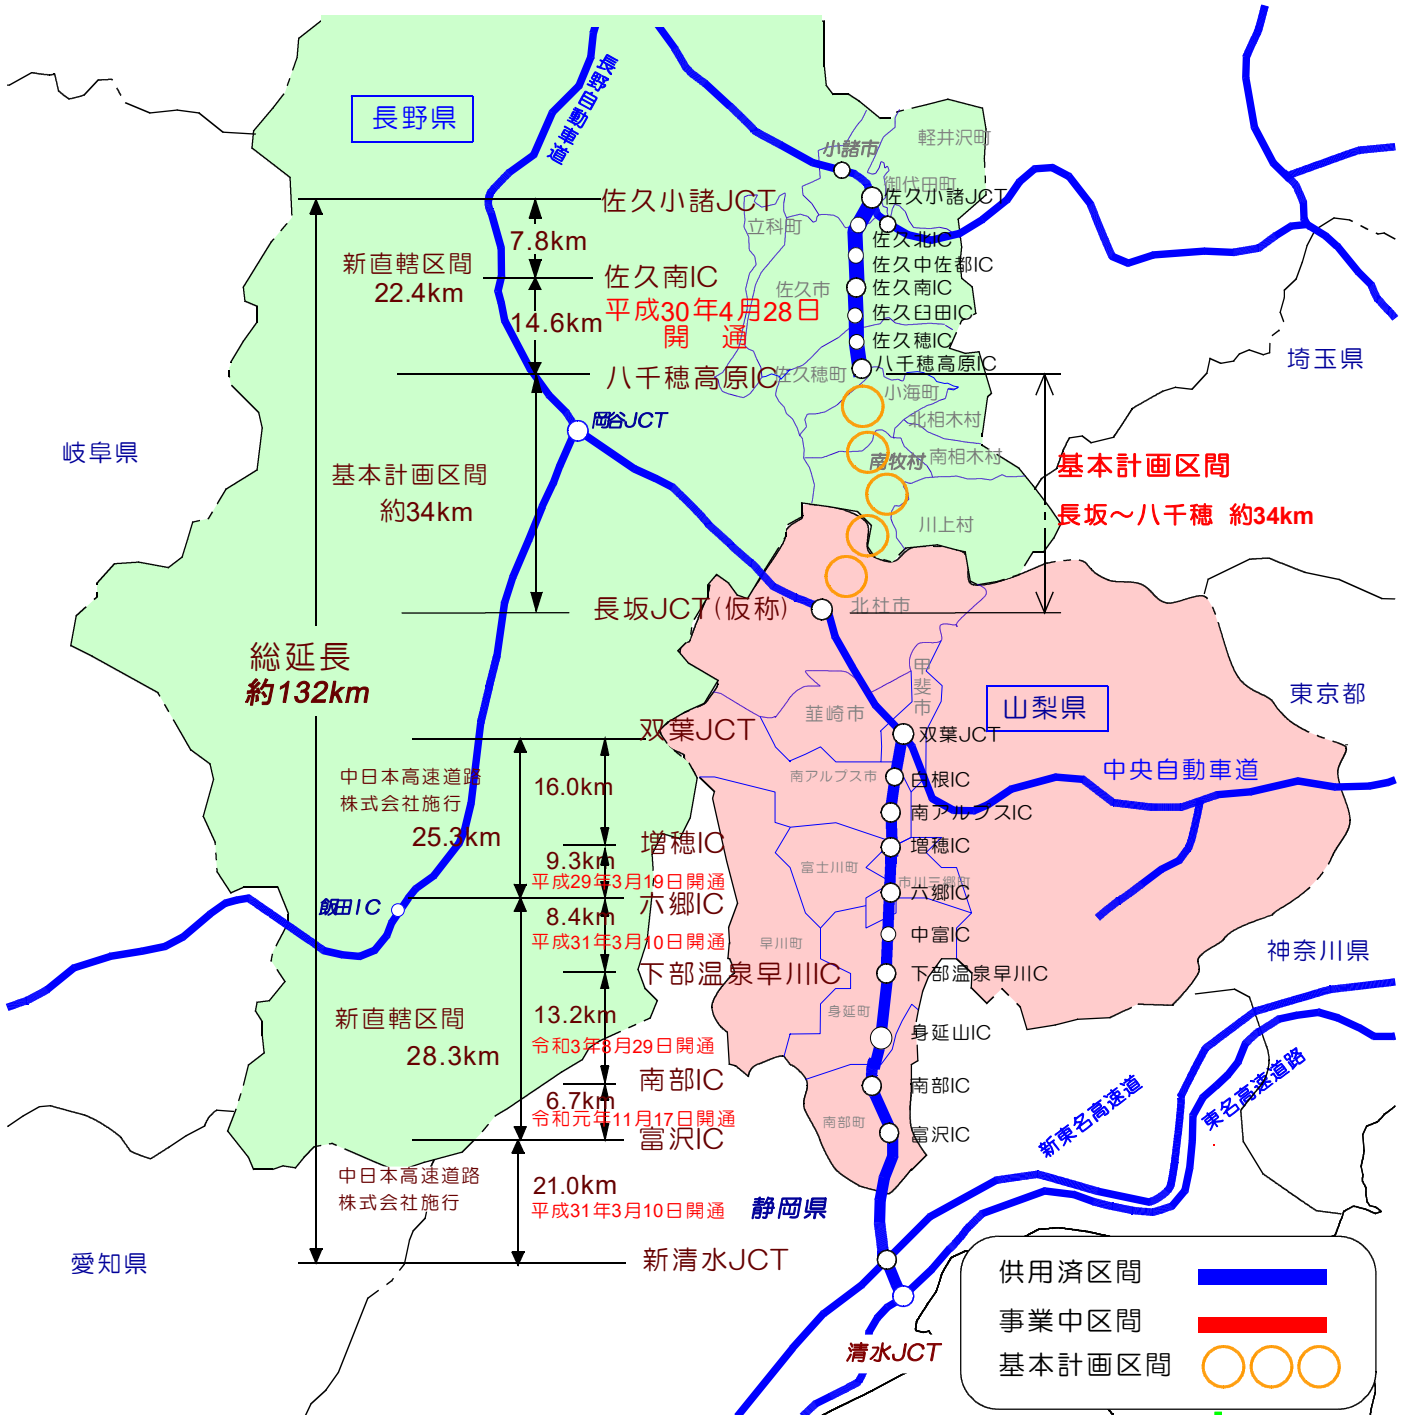 長野自動車道
長野県
小諸市
軽井沢町
御代田町
佐久小諸JCT
佐久小諸JCT
立科町
7.8km
佐久北IC
新直轄区間
22.4km
佐久中佐都IC
佐久南IC
佐久市
佐久南IC
平成30年4月28日
開 通
14.6km
佐久臼田IC
佐久穂IC
八千穂高原IC
八千穂高原IC
佐久穂町
埼玉県
小海町
岡谷JCT
北相木村
岐阜県
南牧村
南相木村
基本計画区間
長坂～八千穂 約34km
基本計画区間
約34km
川上村
長坂JCT(仮称)
北杜市
総延長
約132km
甲斐市
東京都
韮崎市
山梨県
双葉JCT
双葉JCT
中日本高速道路
株式会社施行
25.3km
16.0km
南アルプス市
白根IC
中央自動車道
南アルプスIC
増穂IC
増穂IC
9.3km
平成29年3月19日開通
富士川町
市川三郷町
六郷IC
六郷IC
飯田IC
8.4km
平成31年3月10日開通
早川町
中富IC
神奈川県
下部温泉早川IC
下部温泉早川IC
新直轄区間
28.3km
13.2km
令和3年8月29日開通
身延町
身延山IC
南部IC
南部IC
6.7km
令和元年11月17日開通
南部町
富沢IC
富沢IC
新東名高速道路
東名高速道路
中日本高速道路
株式会社施行
21.0km
平成31年3月10日開通
静岡県
愛知県
新清水JCT
清水JCT
供用済区間
事業中区間
基本計画区間